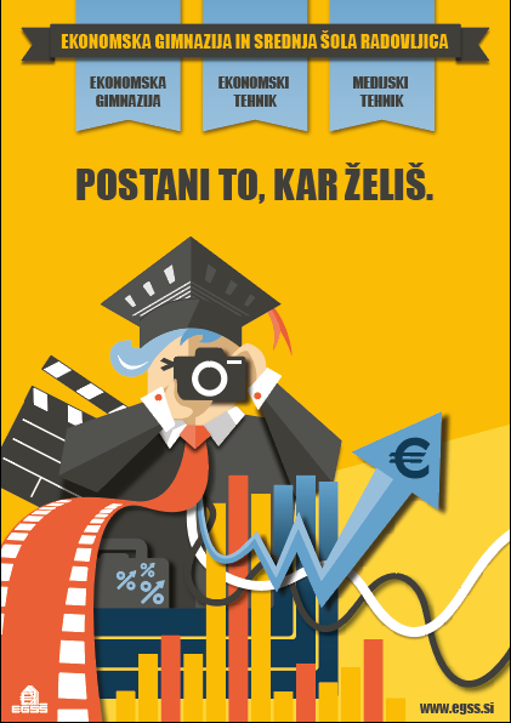 EKONOMSKA GIMNAZIJA IN SREDNJA ŠOLA RADOVLJICA
EKONOMSKA
GIMNAZIJA
EKONOMSKI
TEHNIK
MEDIJSKI
TEHNIK
POSTANI TO, KAR ŽELIŠ.
€
% %
%
EGSŠ
www.egss.si